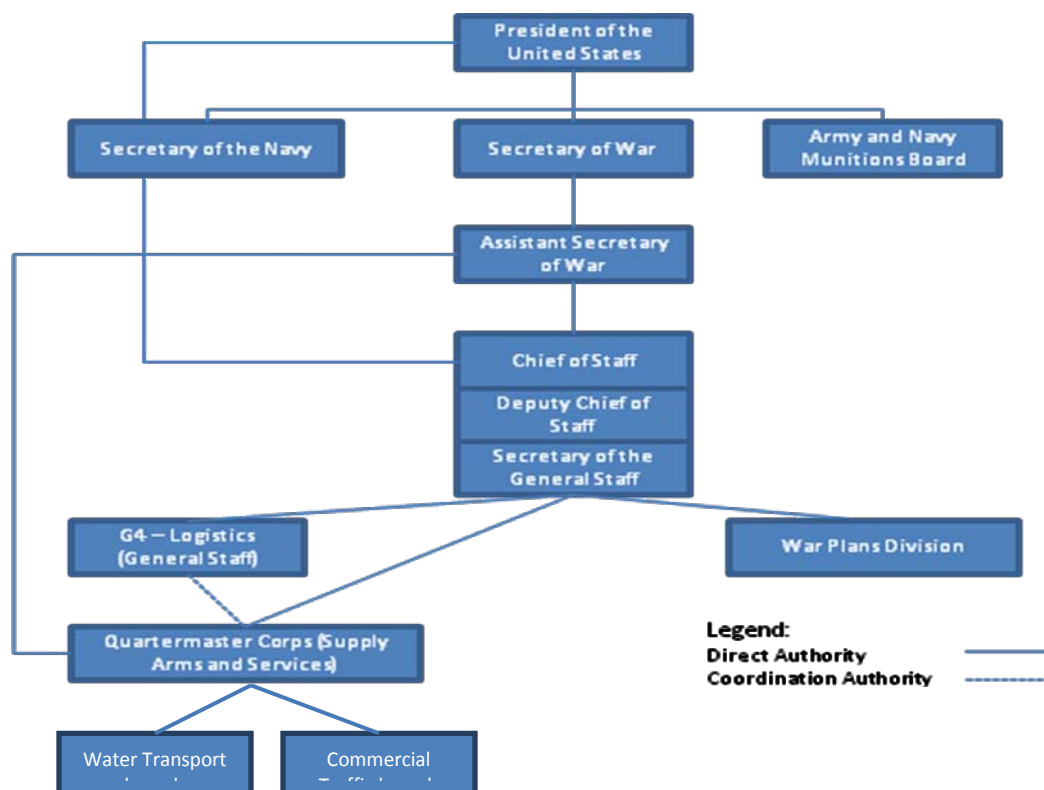 President of the
United States
Secretary of the Navy
Secretary of War
Army and Navy
Munitions Board
Assistant Secretary
of War
Chief of Staff
Deputy Chief of
Staff
Secretary of the
General Staff
G4 – Logistics
(General Staff)
War Plans Division
Quartermaster Corps (Supply
Arms and Services)
Legend:
Direct Authority
Coordination Authority
Water Transport
Commercial